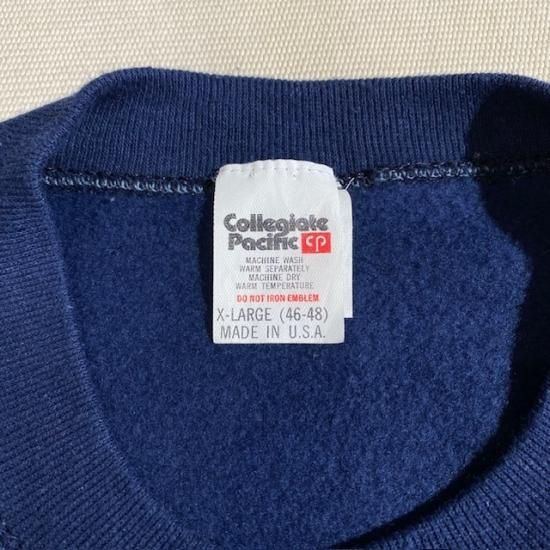 Collegiate
Pacific CP
MACHINE WASH
WARM SEPARATELY
MACHINE DRY
WARM TEMPERATURE
DO NOT IRON EMBLEM
X-LARGE (46-48)
MADE IN U.S.A.